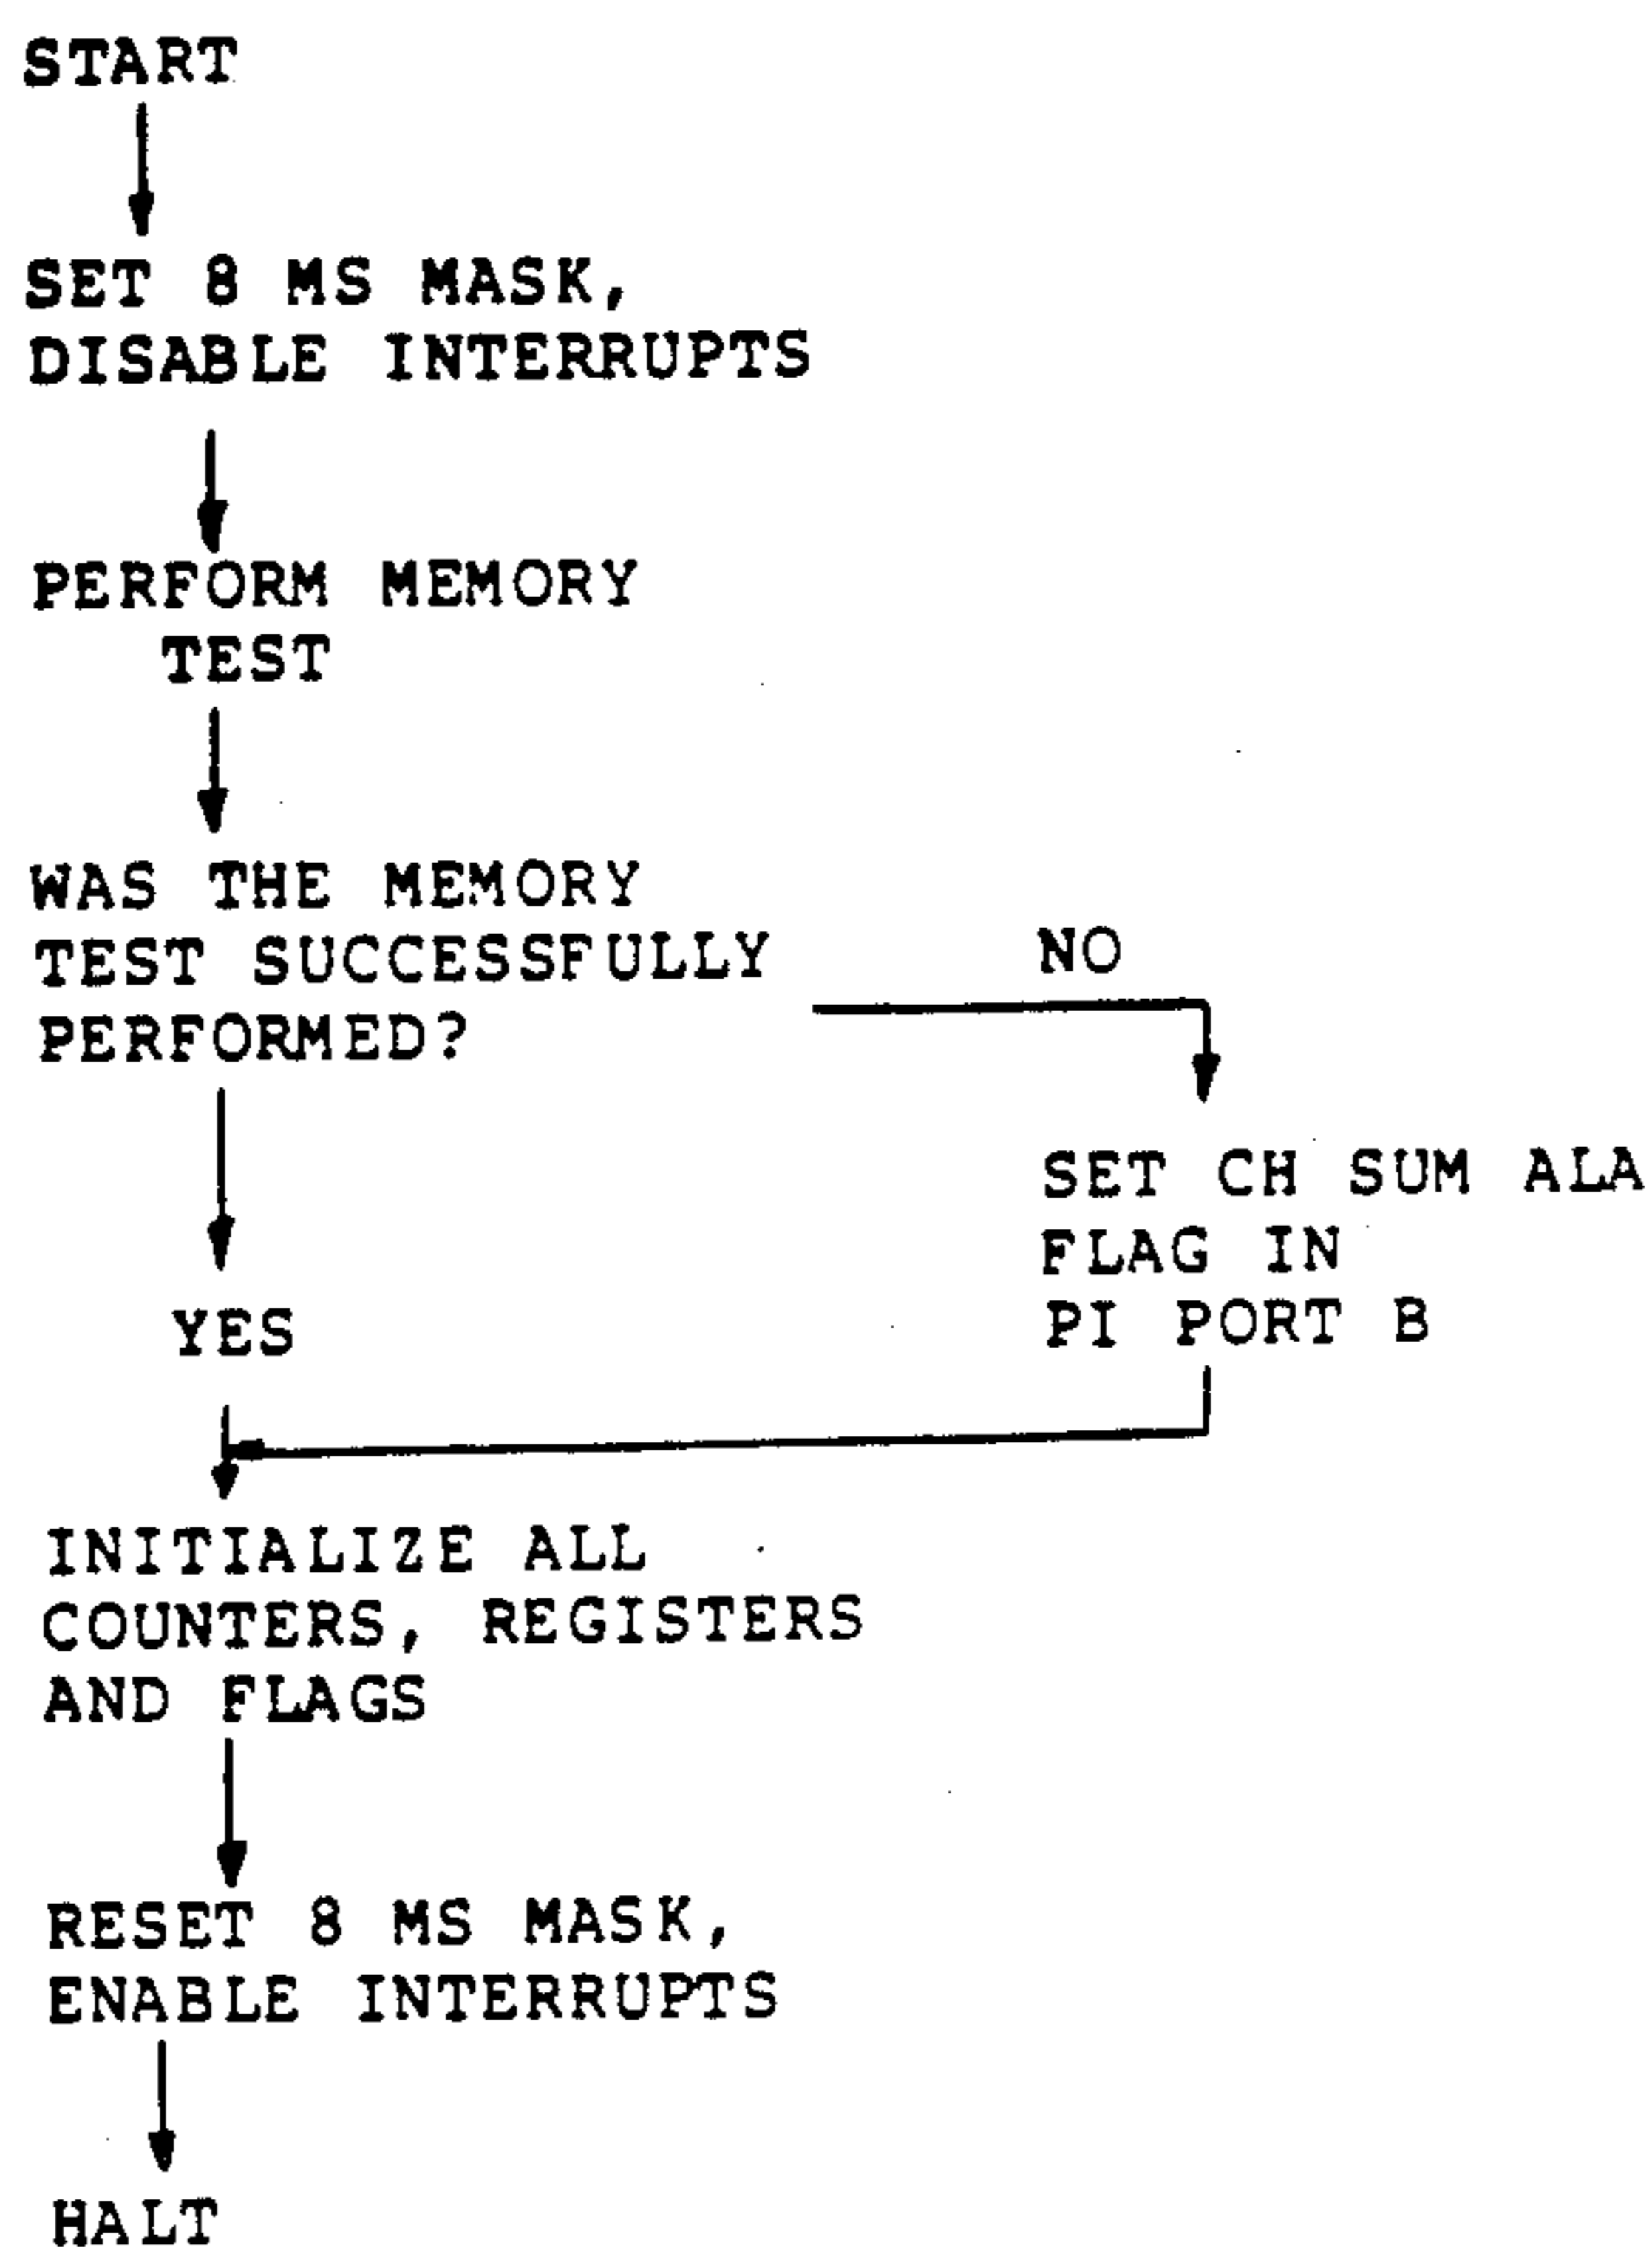 START
SET 8 MS MASK,
DISABLE INTERRUPTS
PERFORM MEMORY
TEST
WAS THE MEMORY
TEST SUCCESSFULLY
PERFORMED?
NO
SET CH SUM ALA
FLAG IN
PI PORT B
YES
INITIALIZE ALL
COUNTERS, REGISTERS
AND FLAGS
RESET 8 MS MASK,
ENABLE INTERRUPTS
HALT